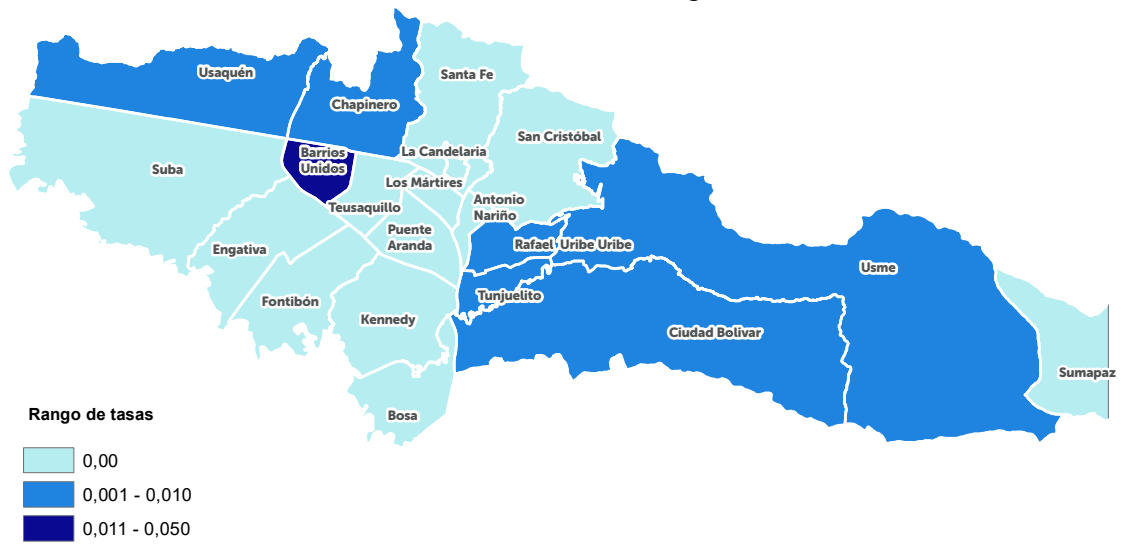 Usaquén
Santa Fe
Chapinero
San Cristóbal
La Candelaria
Barrios
Unidos
Suba
Los Mártires
Antonio
Nariño
Teusaquillo
Puente
Aranda
Engativa
Rafael Uribe Uribe
Usme
Fontibón
Tunjuelito
Kennedy
Ciudad Bolivar
Sumapaz
Bosa
Rango de tasas
0,00
0,001 - 0,010
0,011 - 0,050